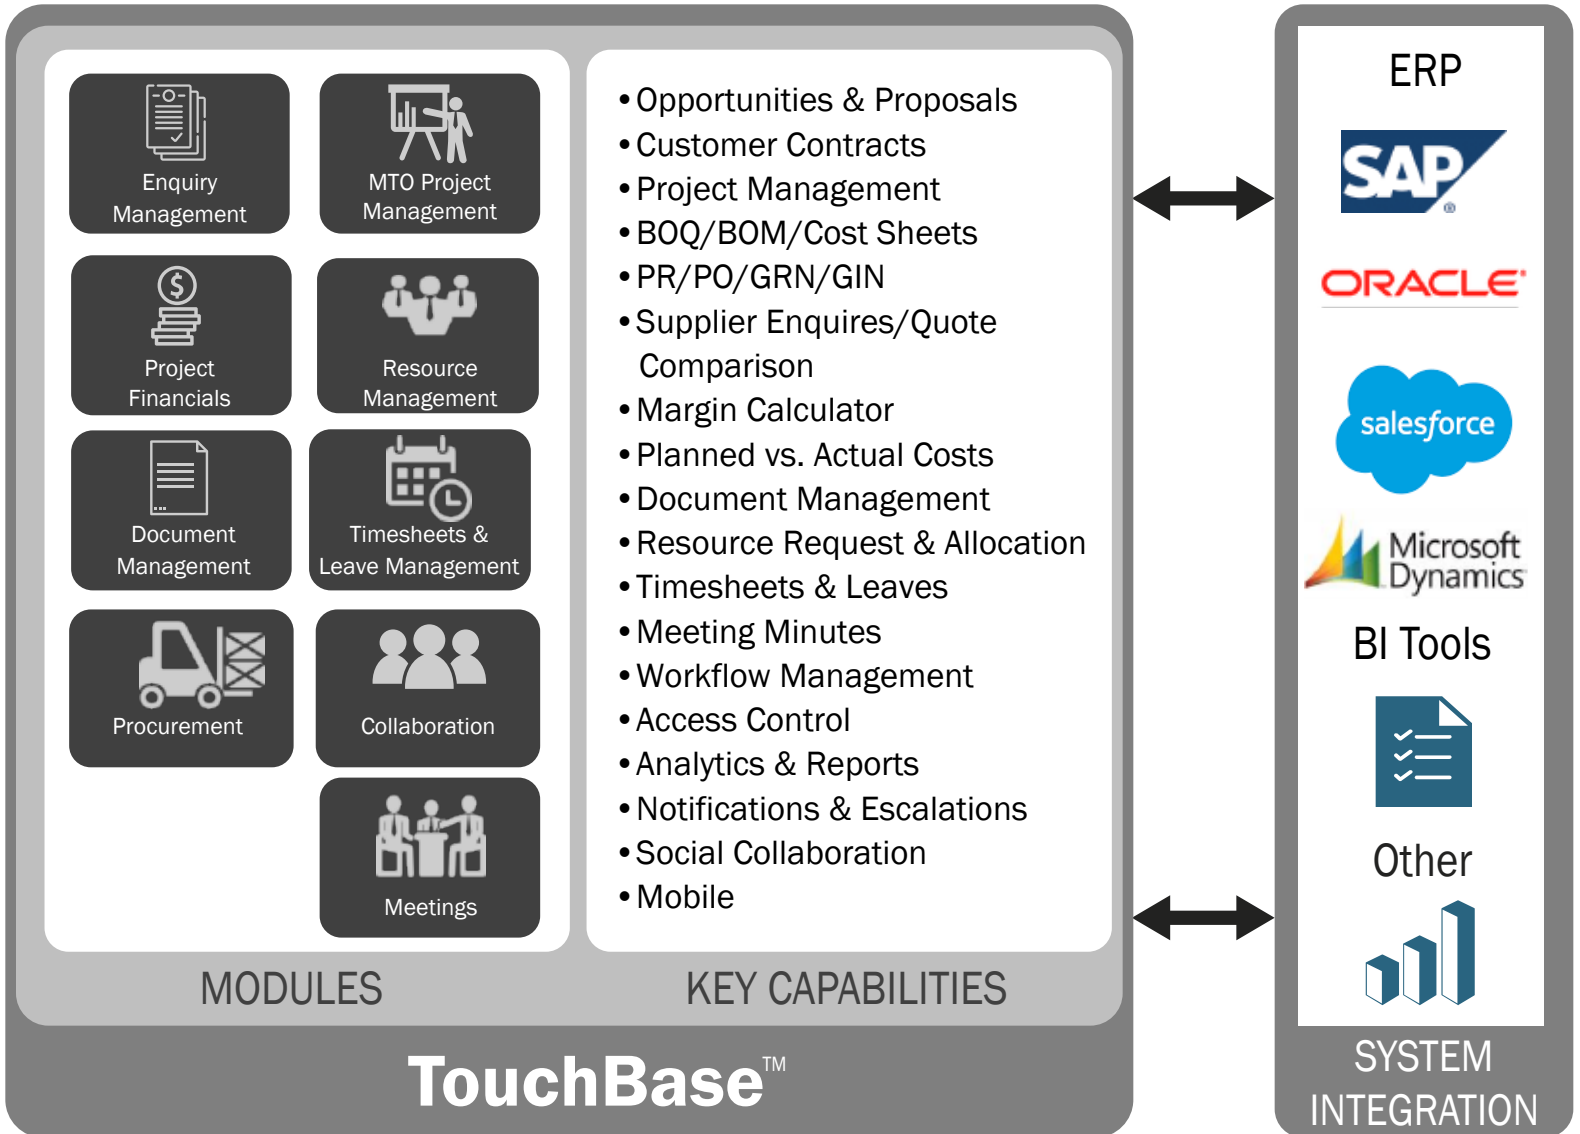 Enquiry
Management
MTO Project
Management
Project
Financials
Resource
Management
Document
Management
Timesheets &
Leave Management
Procurement
Collaboration
Meetings
MODULES
•Opportunities & Proposals
•Customer Contracts
•Project Management
•BOQ/BOM/Cost Sheets
•PR/PO/GRN/GIN
•Supplier Enquires/Quote
Comparison
•Margin Calculator
•Planned vs. Actual Costs
•Document Management
•Resource Request & Allocation
•Timesheets & Leaves
•Meeting Minutes
•Workflow Management
•Access Control
•Analytics & Reports
•Notifications & Escalations
•Social Collaboration
•Mobile
KEY CAPABILITIES
TouchBase™
ERP
SAP®
ORACLE®
salesforce
Microsoft
Dynamics
BI Tools
Other
SYSTEM
INTEGRATION